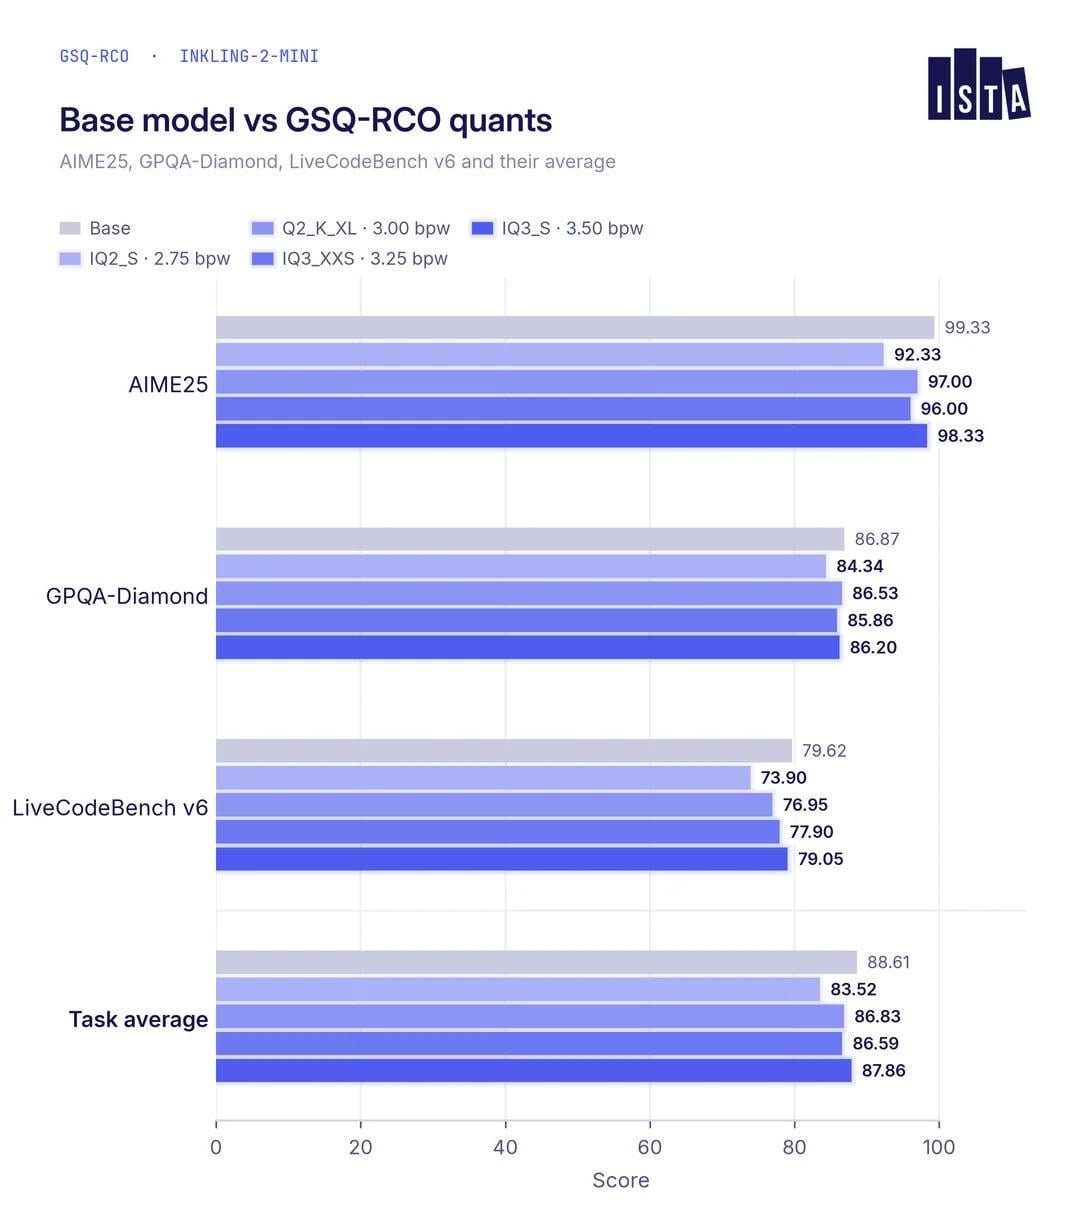 GSQ-RCO · INKLING-2-MINI
ISTA
Base model vs GSQ-RCO quants
AIME25, GPQA-Diamond, LiveCodeBench v6 and their average
Base
Q2_K_XL · 3.00 bpw
IQ3_S · 3.50 bpw
IQ2_S · 2.75 bpw
IQ3_XXS · 3.25 bpw
AIME25
99.33
92.33
97.00
96.00
98.33
GPQA-Diamond
86.87
84.34
86.53
85.86
86.20
LiveCodeBench v6
79.62
73.90
76.95
77.90
79.05
Task average
88.61
83.52
86.83
86.59
87.86
0 20 40 60 80 100
Score